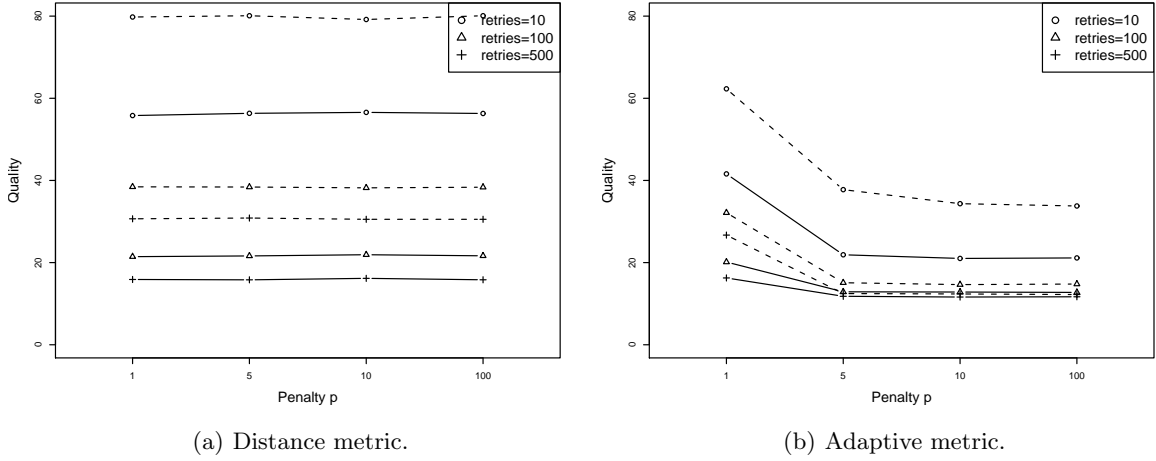 Quality
80
60
40
20
0
retries=10
retries=100
retries=500
1 5 10 100
Penalty p
(a) Distance metric.
Quality
80
60
40
20
0
retries=10
retries=100
retries=500
1 5 10 100
Penalty p
(b) Adaptive metric.